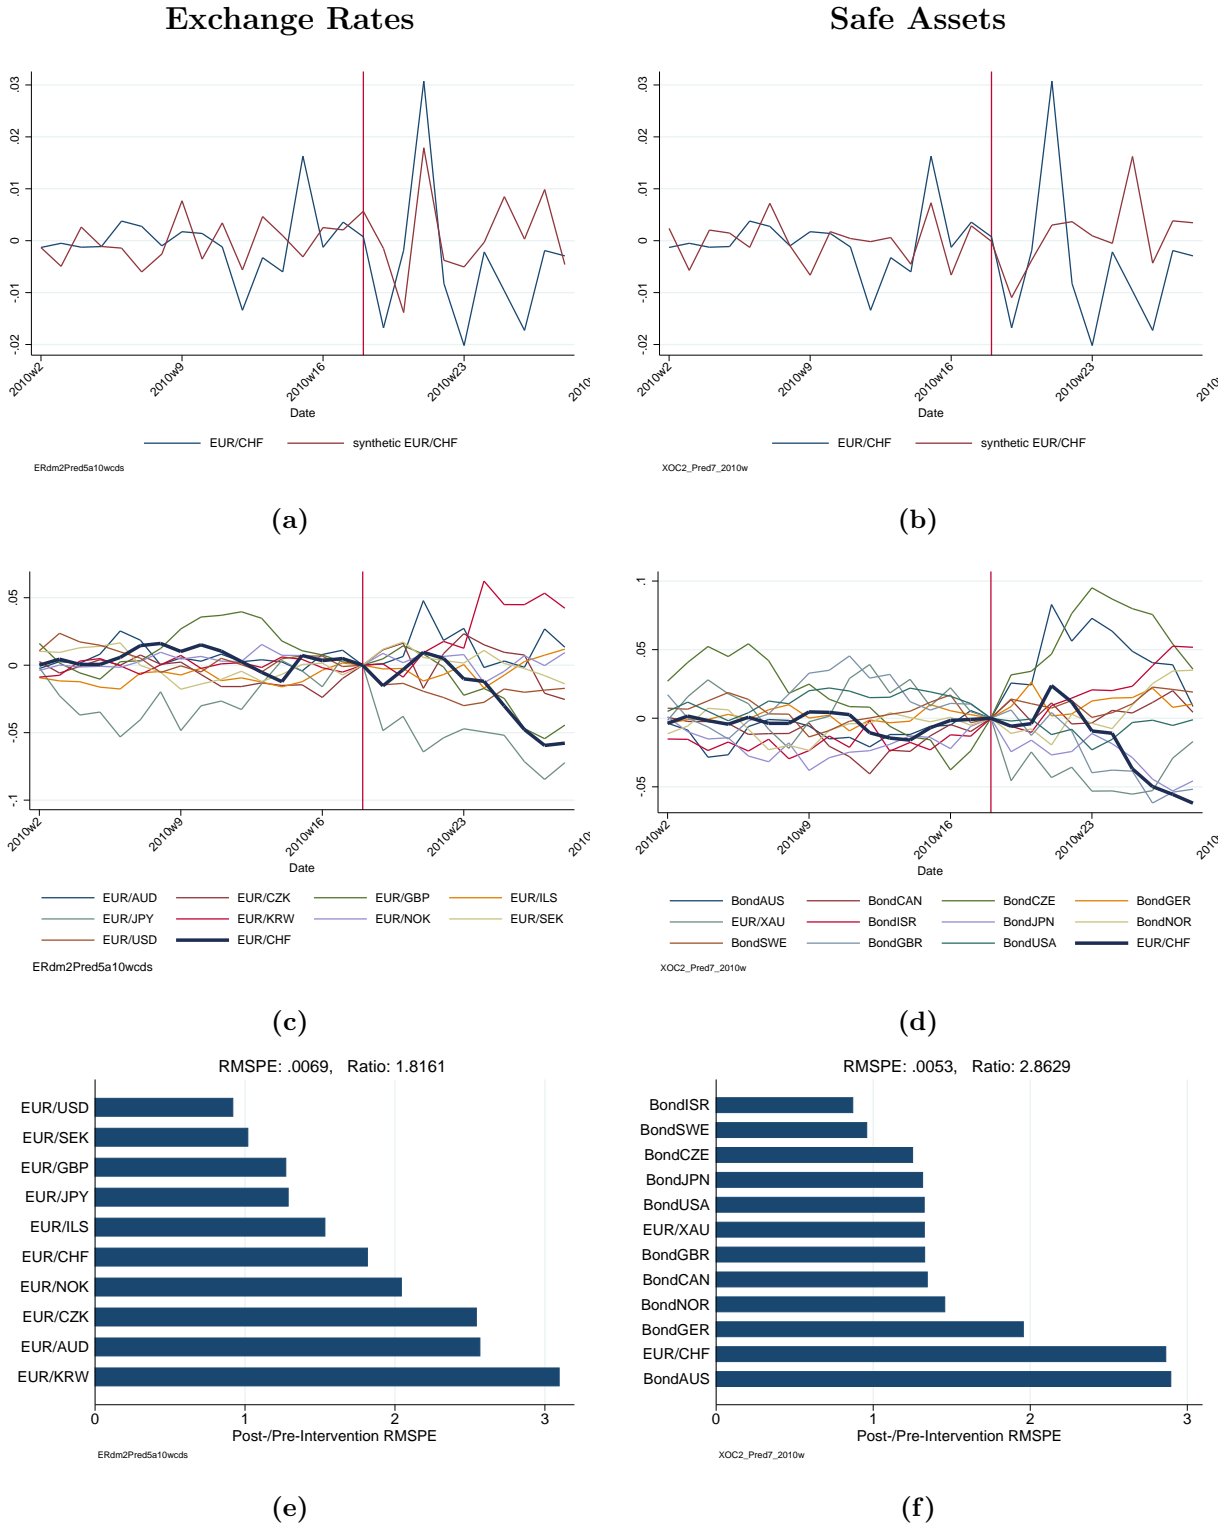 Exchange Rates
Safe Assets
.03
.02
.01
0
-.01
-.02
2010w2
2010w9
2010w16
2010w23
Date
EUR/CHF
synthetic EUR/CHF
ERdm2Pred5a10wcds
(a)
.03
.02
.01
0
-.01
-.02
2010w2
2010w9
2010w16
2010w23
Date
EUR/CHF
synthetic EUR/CHF
XOC2_Pred7_2010w
(b)
.05
0
-.05
-.1
2010w2
2010w9
2010w16
2010w23
Date
EUR/AUD EUR/CZK EUR/GBP EUR/ILS
EUR/JPY EUR/KRW EUR/NOK EUR/SEK
EUR/USD EUR/CHF
ERdm2Pred5a10wcds
(c)
.1
.05
0
-.05
2010w2
2010w9
2010w16
2010w23
Date
BondAUS BondCAN BondCZE BondGER
EUR/XAU BondISR BondJPN BondNOR
BondSWE BondGBR BondUSA EUR/CHF
XOC2_Pred7_2010w
(d)
RMSPE: .0069, Ratio: 1.8161
EUR/USD
EUR/SEK
EUR/GBP
EUR/JPY
EUR/ILS
EUR/CHF
EUR/NOK
EUR/CZK
EUR/AUD
EUR/KRW
0 1 2 3
Post-/Pre-Intervention RMSPE
ERdm2Pred5a10wcds
(e)
RMSPE: .0053, Ratio: 2.8629
BondISR
BondSWE
BondCZE
BondJPN
BondUSA
EUR/XAU
BondGBR
BondCAN
BondNOR
BondGER
EUR/CHF
BondAUS
0 1 2 3
Post-/Pre-Intervention RMSPE
XOC2_Pred7_2010w
(f)